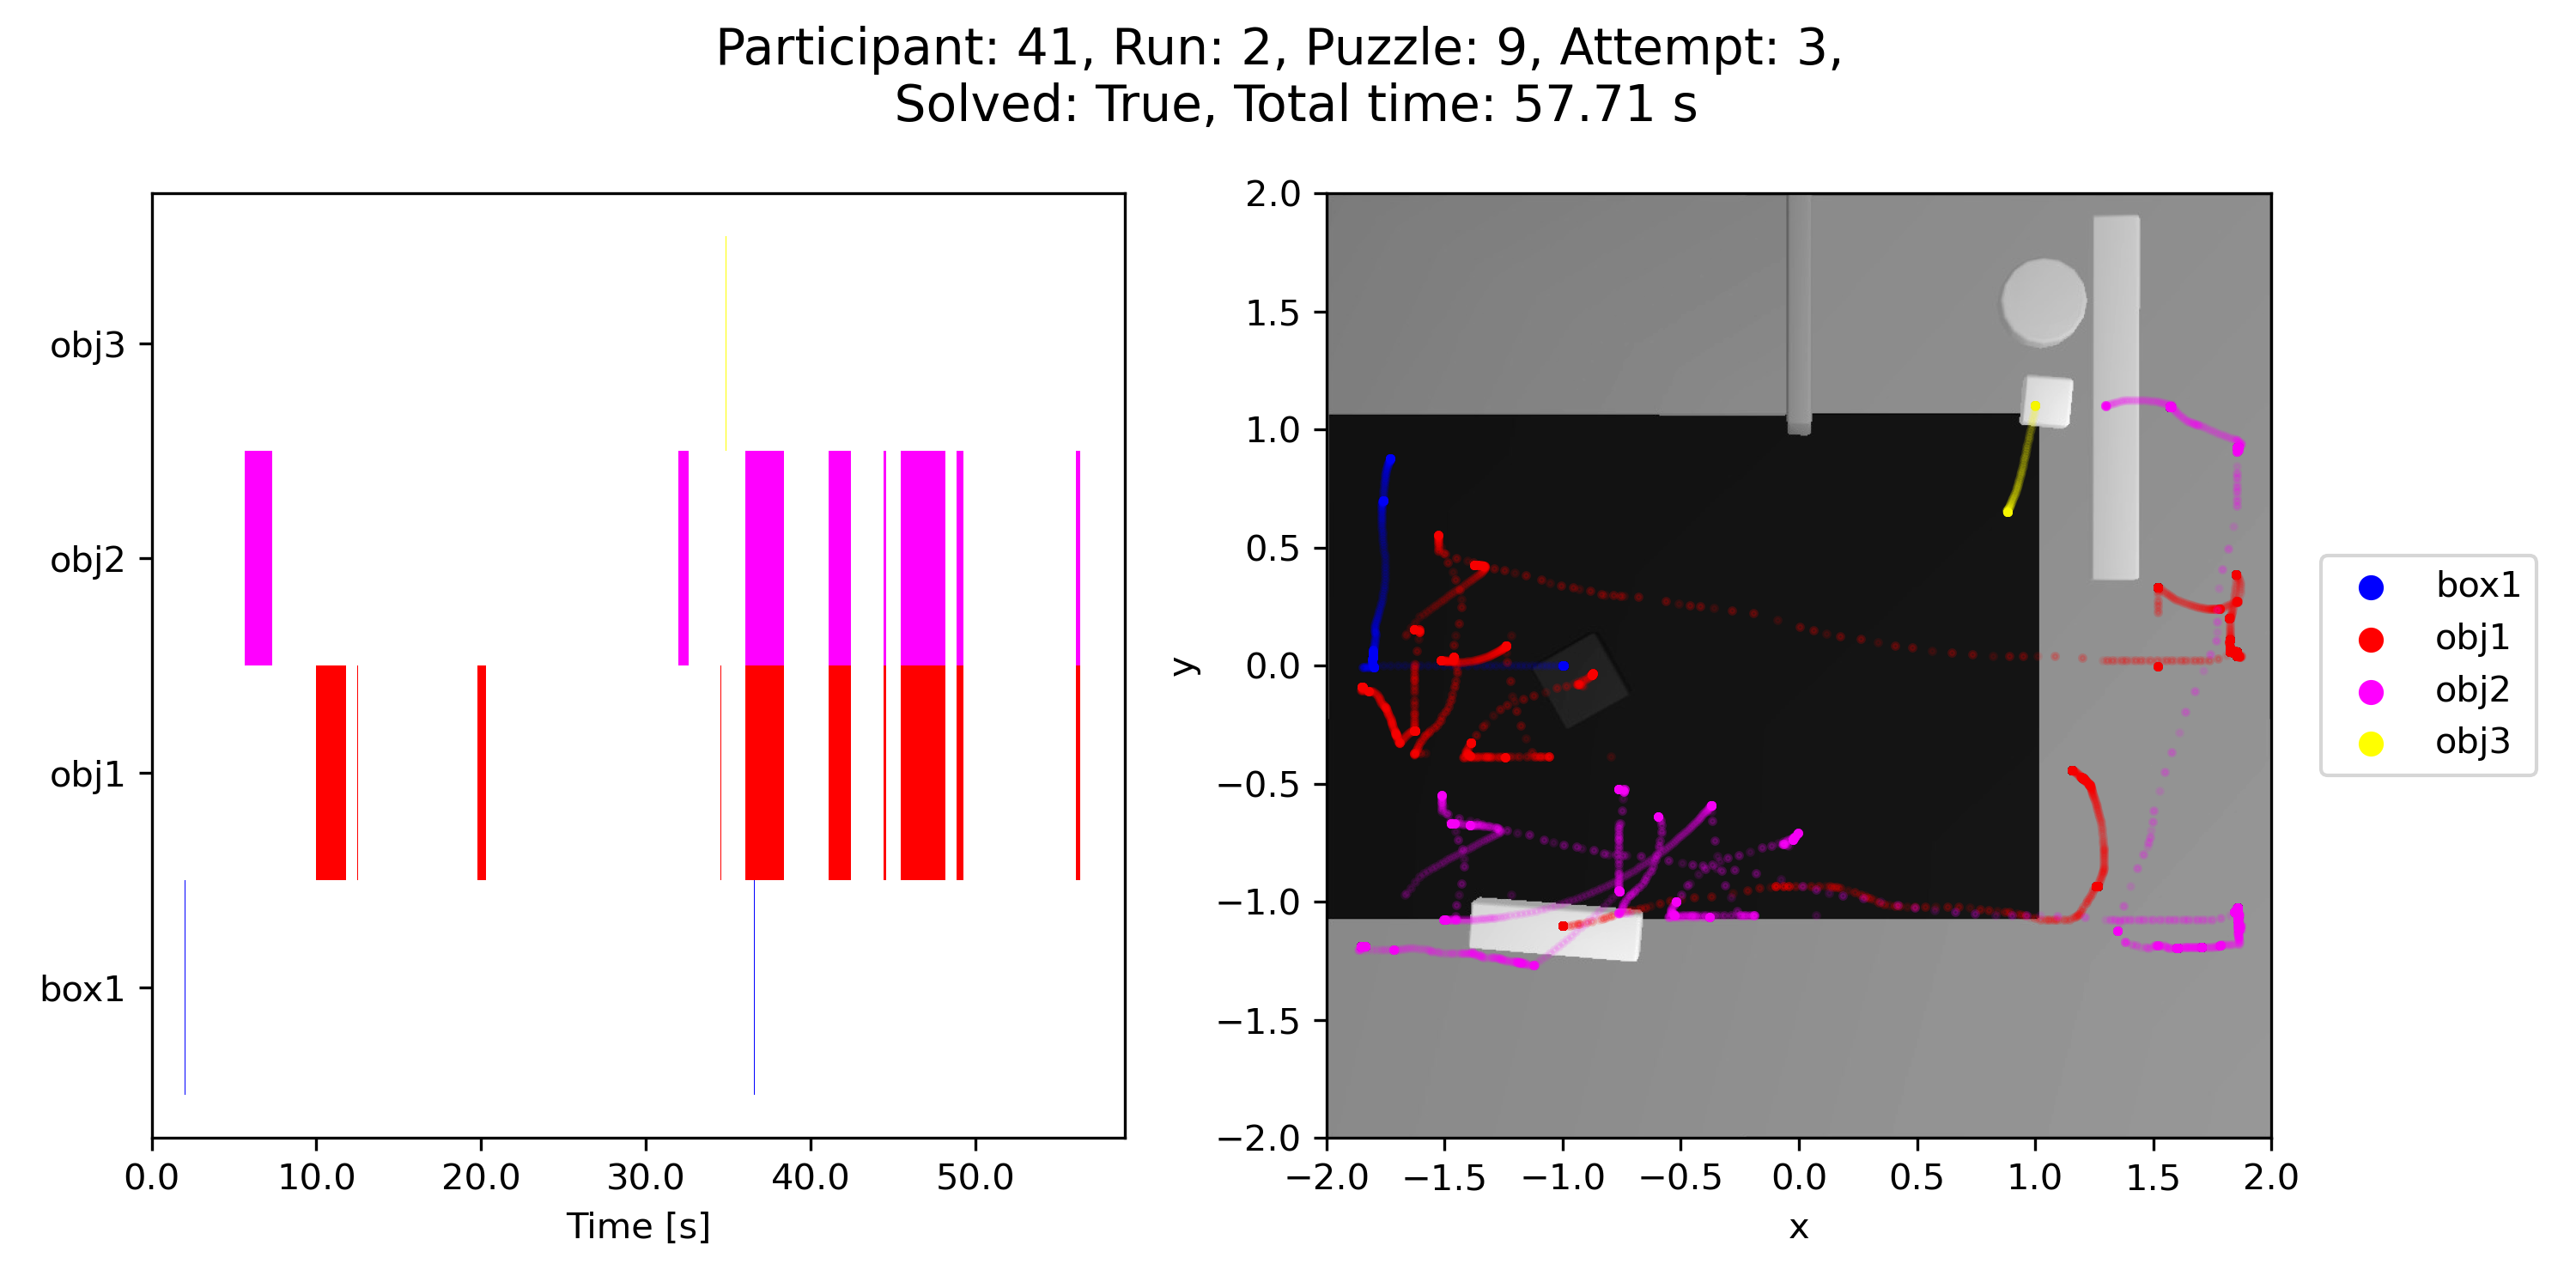 Participant: 41, Run: 2, Puzzle: 9, Attempt: 3,
Solved: True, Total time: 57.71 s
obj3
obj2
obj1
box1
0.0 10.0 20.0 30.0 40.0 50.0
Time [s]
2.0
1.5
1.0
0.5
0.0
−0.5
−1.0
−1.5
−2.0
y
−2.0 −1.5 −1.0 −0.5 0.0 0.5 1.0 1.5 2.0
x
box1
obj1
obj2
obj3